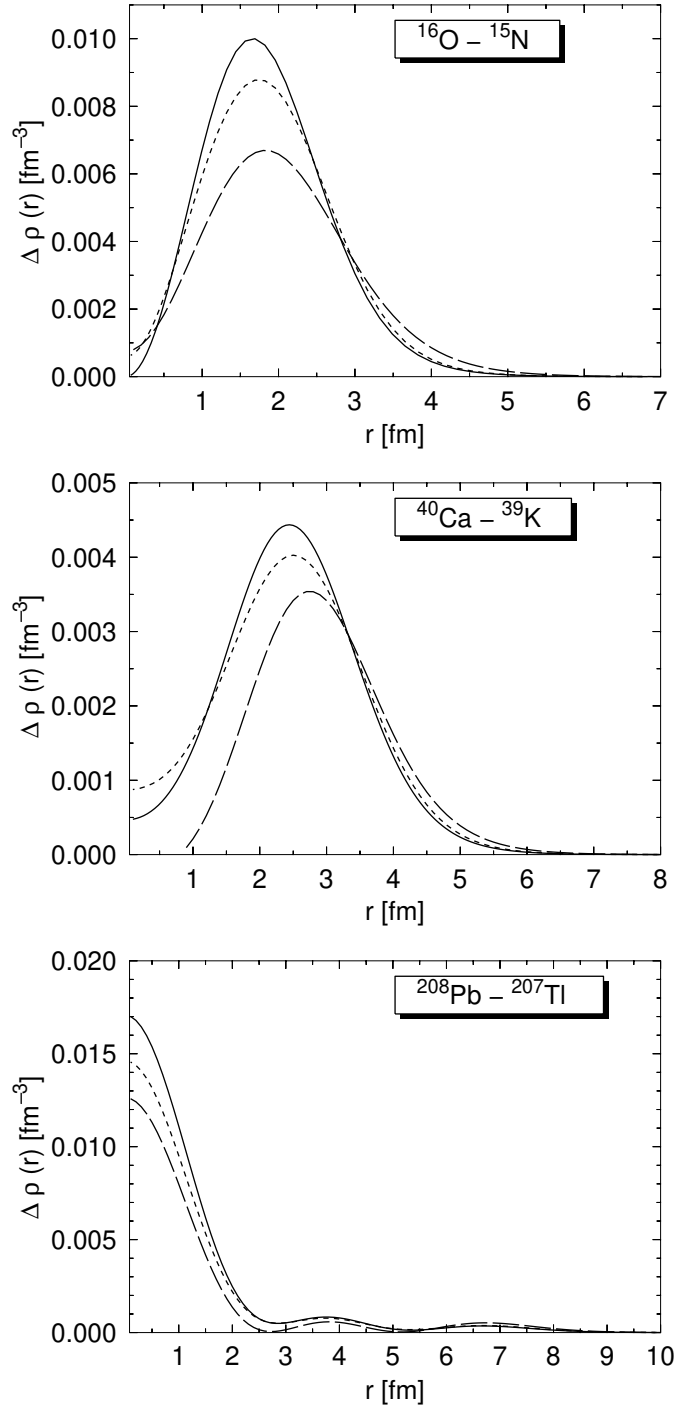 ¹⁶O – ¹⁵N
Δ ρ (r) [fm⁻³]
0.010
0.008
0.006
0.004
0.002
0.000
1 2 3 4 5 6 7
r [fm]
⁴⁰Ca – ³⁹K
Δ ρ (r) [fm⁻³]
0.005
0.004
0.003
0.002
0.001
0.000
1 2 3 4 5 6 7 8
r [fm]
²⁰⁸Pb – ²⁰⁷Tl
Δ ρ (r) [fm⁻³]
0.020
0.015
0.010
0.005
0.000
1 2 3 4 5 6 7 8 9 10
r [fm]